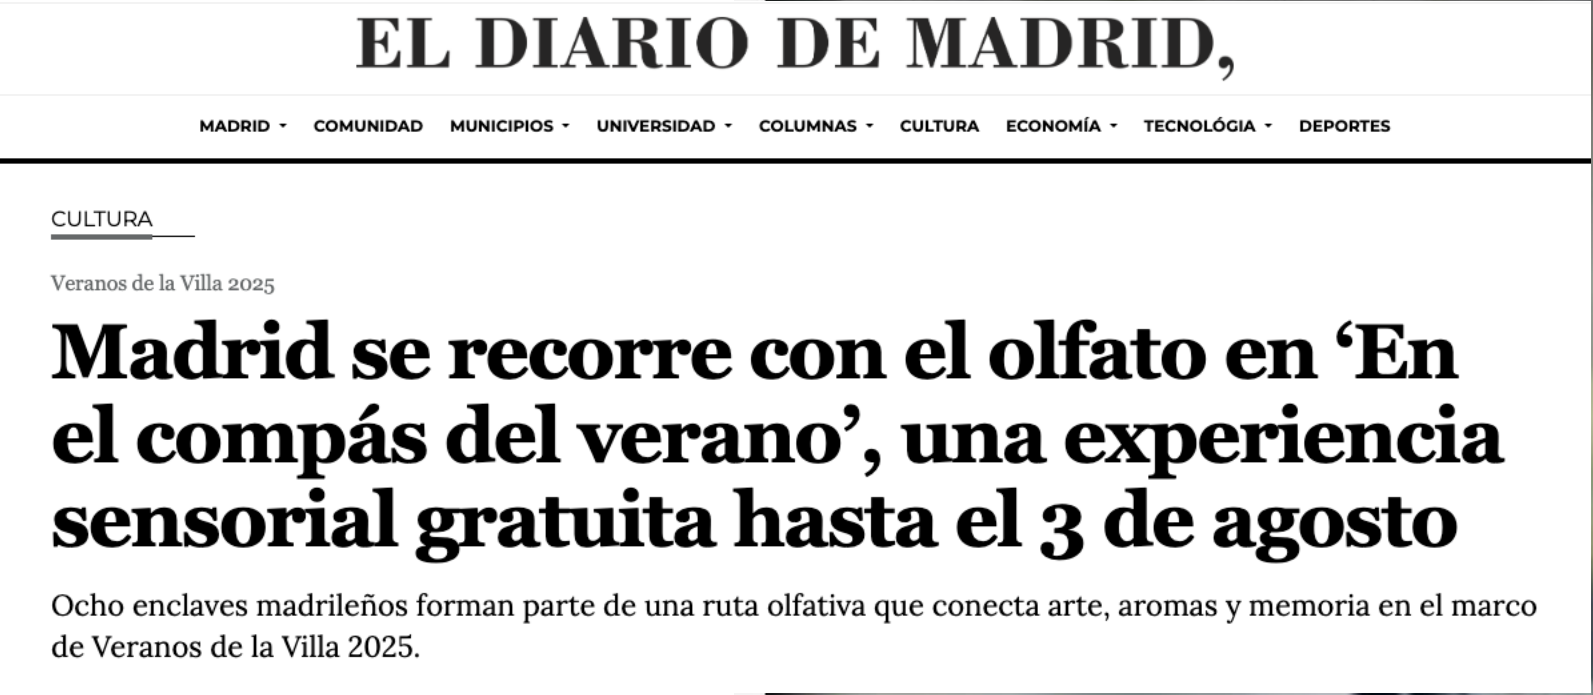 EL DIARIO DE MADRID,
MADRID COMUNIDAD MUNICIPIOS UNIVERSIDAD COLUMNAS CULTURA ECONOMÍA TECNOLÓGIA DEPORTES
CULTURA
Veranos de la Villa 2025
Madrid se recorre con el olfato en ‘En
el compás del verano’, una experiencia
sensorial gratuita hasta el 3 de agosto
Ocho enclaves madrileños forman parte de una ruta olfativa que conecta arte, aromas y memoria en el marco
de Veranos de la Villa 2025.